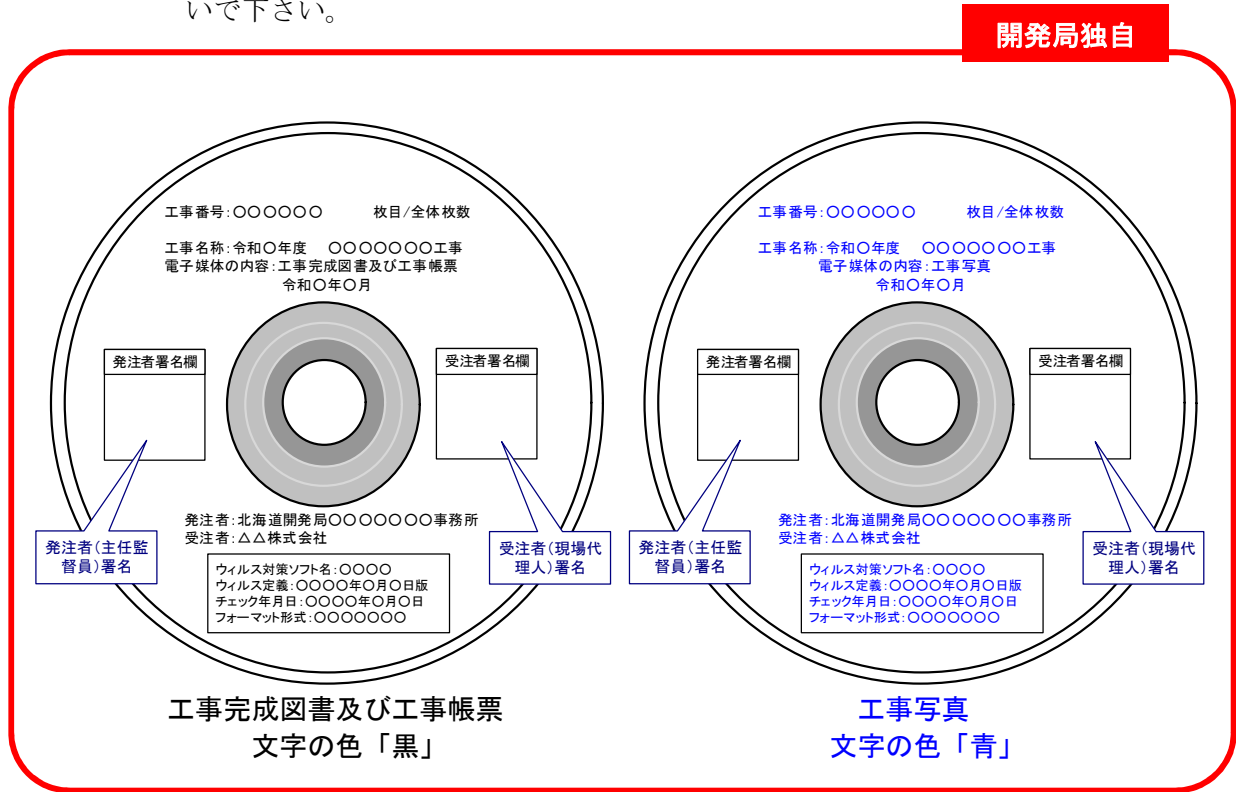 いで下さい。
開発局独自
工事番号:〇〇〇〇〇〇　枚目/全体枚数
工事名称:令和〇年度　〇〇〇〇〇〇〇工事
電子媒体の内容:工事完成図書及び工事帳票
令和〇年〇月
発注者署名欄
受注者署名欄
発注者:北海道開発局〇〇〇〇〇〇〇事務所
受注者:△△株式会社
発注者(主任監
督員)署名
受注者(現場代
理人)署名
ウィルス対策ソフト名:〇〇〇〇
ウィルス定義:〇〇〇〇年〇月〇日版
チェック年月日:〇〇〇〇年〇月〇日
フォーマット形式:〇〇〇〇〇〇〇
工事完成図書及び工事帳票
文字の色「黒」
工事番号:〇〇〇〇〇〇　枚目/全体枚数
工事名称:令和〇年度　〇〇〇〇〇〇〇工事
電子媒体の内容:工事写真
令和〇年〇月
発注者署名欄
受注者署名欄
発注者:北海道開発局〇〇〇〇〇〇〇事務所
受注者:△△株式会社
発注者(主任監
督員)署名
受注者(現場代
理人)署名
ウィルス対策ソフト名:〇〇〇〇
ウィルス定義:〇〇〇〇年〇月〇日版
チェック年月日:〇〇〇〇年〇月〇日
フォーマット形式:〇〇〇〇〇〇〇
工事写真
文字の色「青」